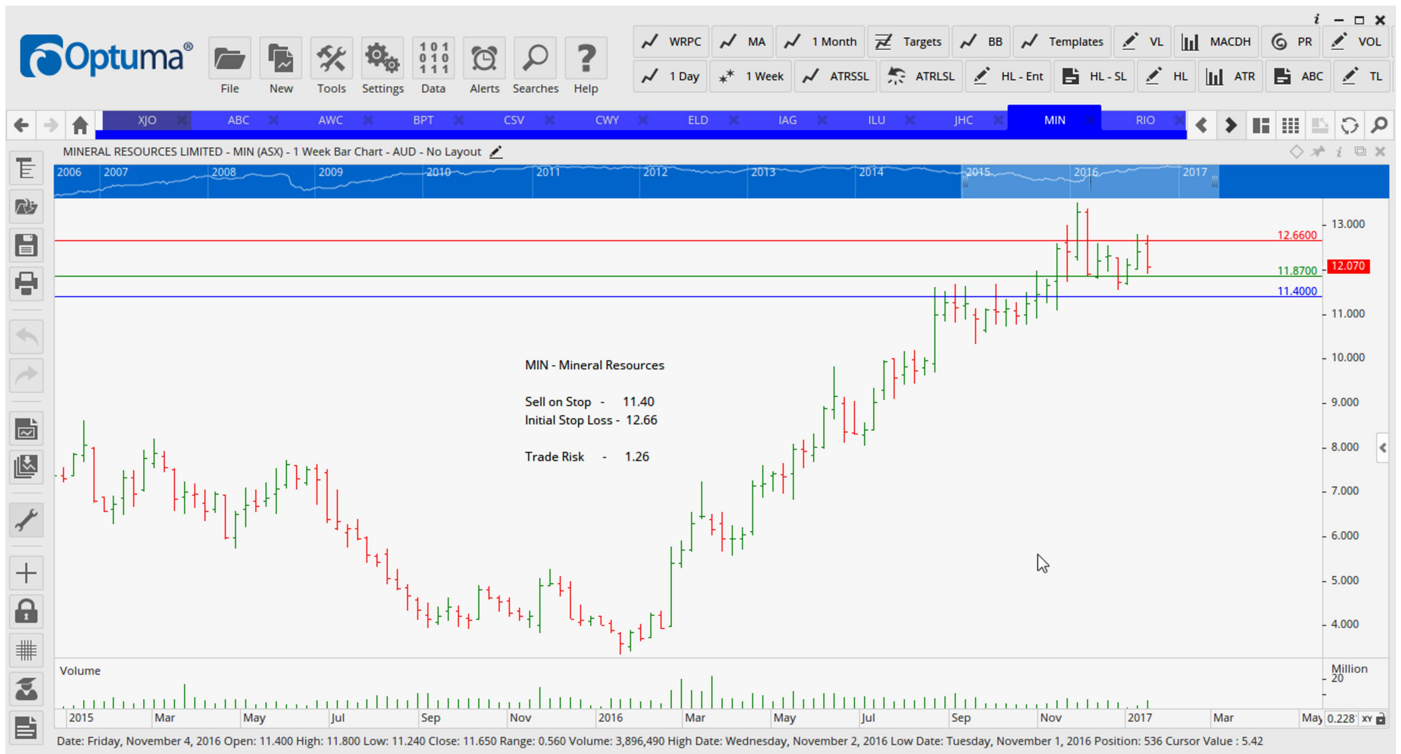 i
Optuma®
File New Tools Settings Data Alerts Searches Help
101
010
111
WRPC MA 1 Month Targets BB Templates VL MACDH PR VOL
1 Day 1 Week ATRSSL ATRLSL HL - Ent HL - SL HL ATR ABC TL
XJO ABC AWC BPT CSV CWY ELD IAG ILU JHC MIN RIO
MINERAL RESOURCES LIMITED - MIN (ASX) - 1 Week Bar Chart - AUD - No Layout
2006 2007 2008 2009 2010 2011 2012 2013 2014 2015 2016 2017
13.000
12.6600
12.070
11.8700
11.4000
11.000
MIN - Mineral Resources
10.000
Sell on Stop - 11.40
9.000
Initial Stop Loss - 12.66
Trade Risk - 1.26
8.000
7.000
6.000
5.000
4.000
Volume
Million
20
2015 Mar May Jul Sep Nov 2016 Mar May Jul Sep Nov 2017 Mar May 0.228 XY
Date: Friday, November 4, 2016 Open: 11.400 High: 11.800 Low: 11.240 Close: 11.650 Range: 0.560 Volume: 3,896,490 High Date: Wednesday, November 2, 2016 Low Date: Tuesday, November 1, 2016 Position: 536 Cursor Value : 5.42